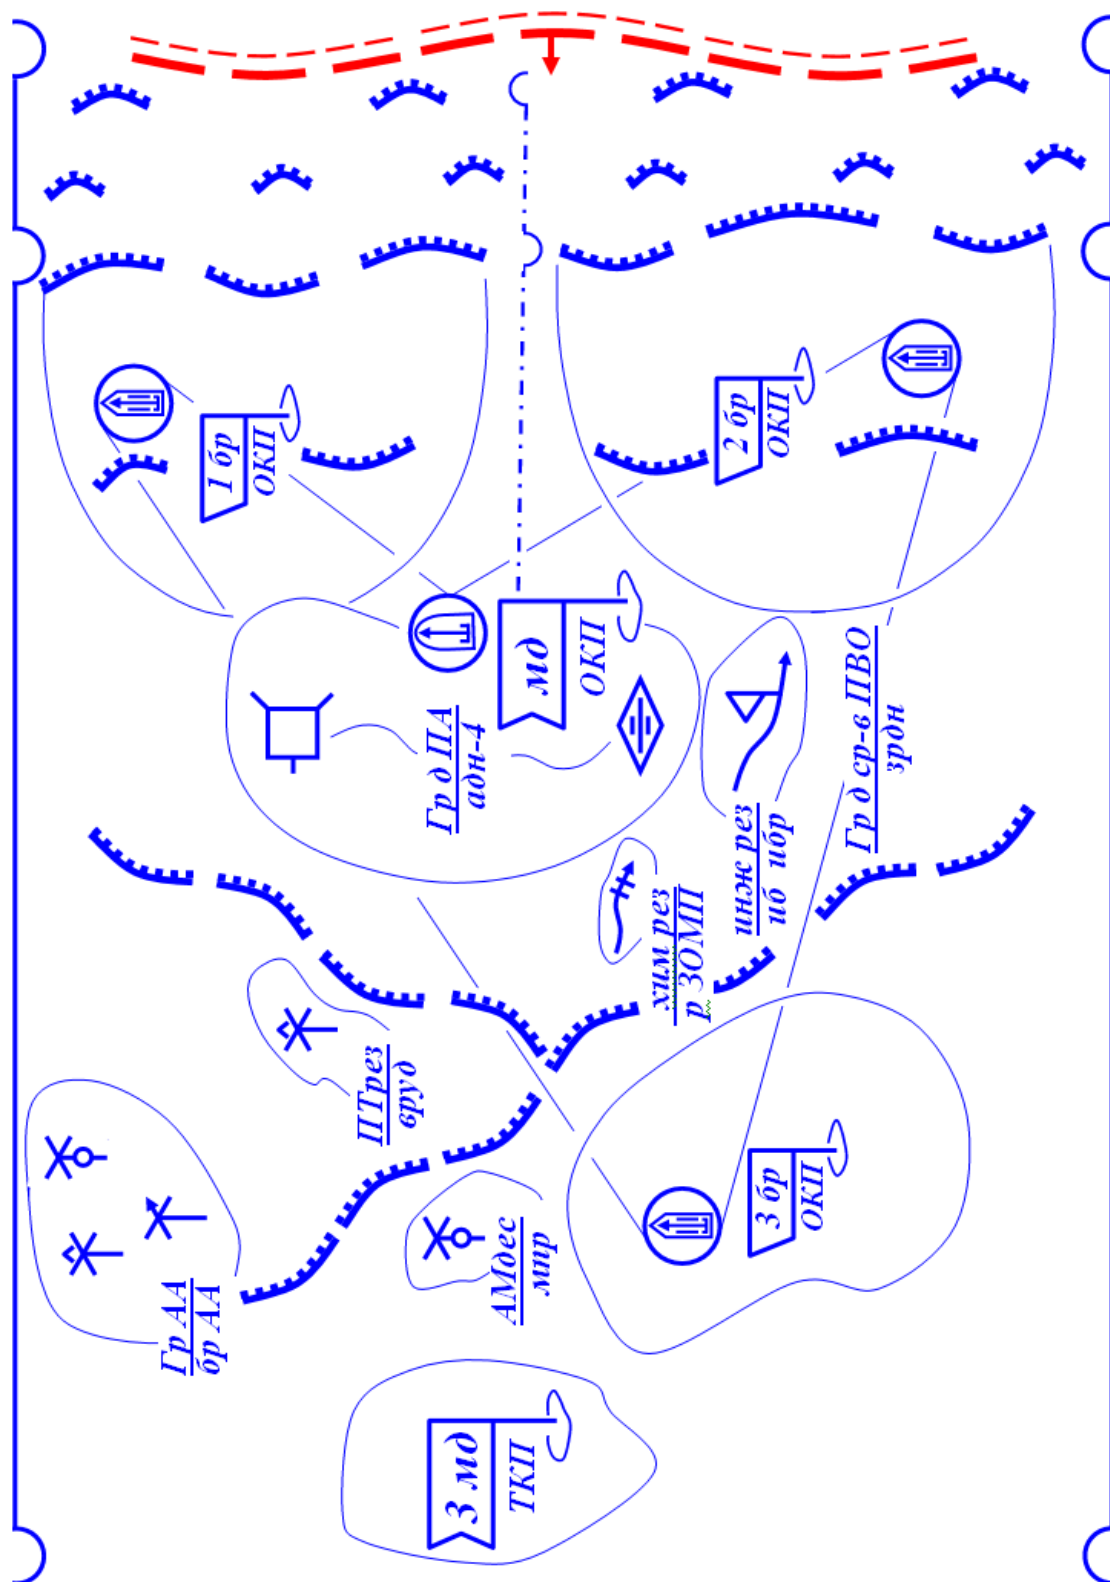 1 бр
ОКП
2 бр
ОКП
мд
ОКП
Гр д ПА
адн-4
Гр д ср-в ПВО
зрдн
инж рез
иб ибр
хим рез
р ЗОМП
ПТрез
вруд
Гр АА
бр АА
АМдес
мпр
3 бр
ОКП
3 мд
ТКП